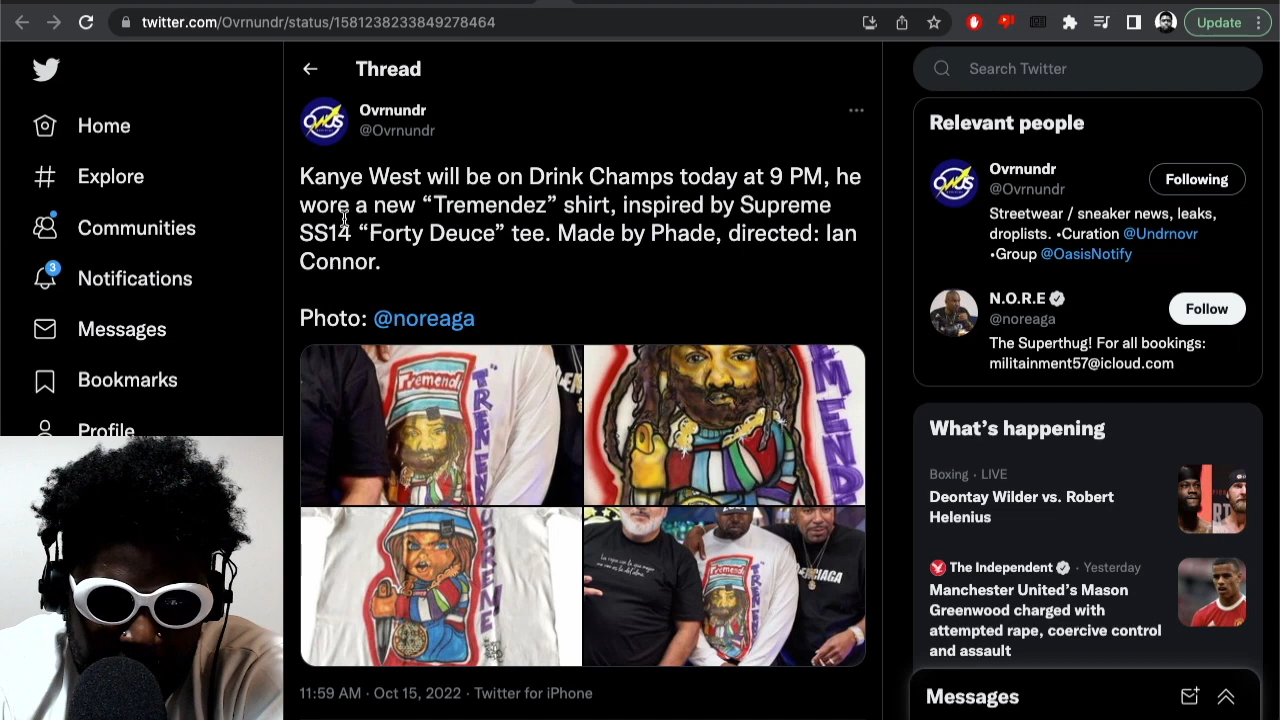 twitter.com/Ovrnundr/status/1581238233849278464
Update
Home
Explore
Communities
3
Notifications
Messages
Bookmarks
Profile
Thread
Ovrnundr
@Ovrnundr
Kanye West will be on Drink Champs today at 9 PM, he
wore a new “Tremendez” shirt, inspired by Supreme
SS14 “Forty Deuce” tee. Made by Phade, directed: Ian
Connor.
Photo: @noreaga
11:59 AM · Oct 15, 2022 · Twitter for iPhone
Search Twitter
Relevant people
Ovrnundr
@Ovrnundr
Following
Streetwear / sneaker news, leaks,
droplists. •Curation @Undrnovr
•Group @OasisNotify
N.O.R.E
@noreaga
Follow
The Superthug! For all bookings:
militainment57@icloud.com
What’s happening
Boxing · LIVE
Deontay Wilder vs. Robert
Helenius
The Independent · Yesterday
Manchester United’s Mason
Greenwood charged with
attempted rape, coercive control
and assault
Messages